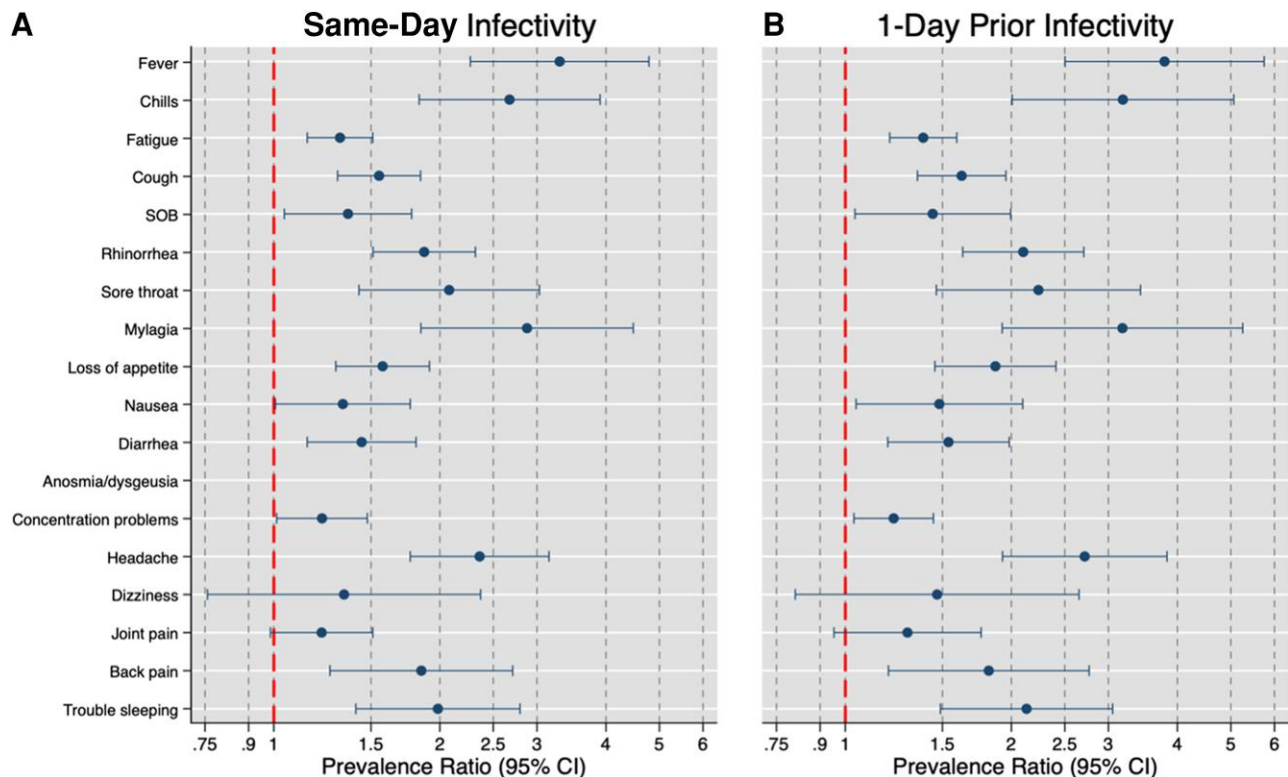 A Same-Day Infectivity
B 1-Day Prior Infectivity
Fever
Chills
Fatigue
Cough
SOB
Rhinorrhea
Sore throat
Mylagia
Loss of appetite
Nausea
Diarrhea
Anosmia/dysgeusia
Concentration problems
Headache
Dizziness
Joint pain
Back pain
Trouble sleeping
.75 .9 1 1.5 2 2.5 3 4 5 6
Prevalence Ratio (95% CI)
.75 .9 1 1.5 2 2.5 3 4 5 6
Prevalence Ratio (95% CI)